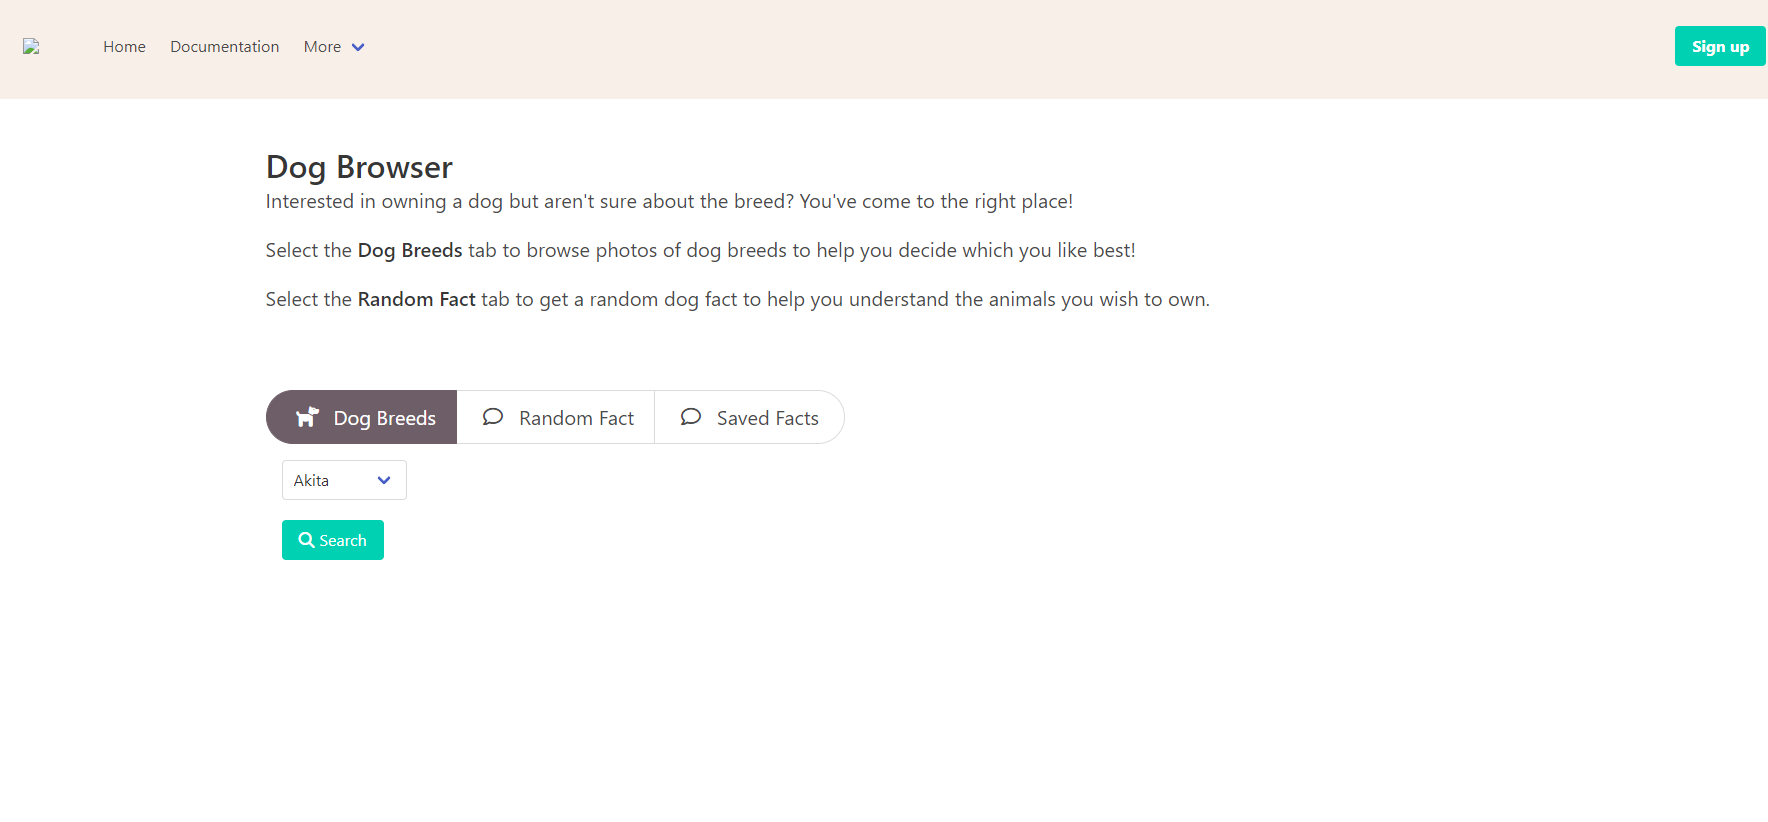 Home Documentation More Sign up
Dog Browser
Interested in owning a dog but aren't sure about the breed? You've come to the right place!
Select the Dog Breeds tab to browse photos of dog breeds to help you decide which you like best!
Select the Random Fact tab to get a random dog fact to help you understand the animals you wish to own.
Dog Breeds Random Fact Saved Facts
Akita
Search